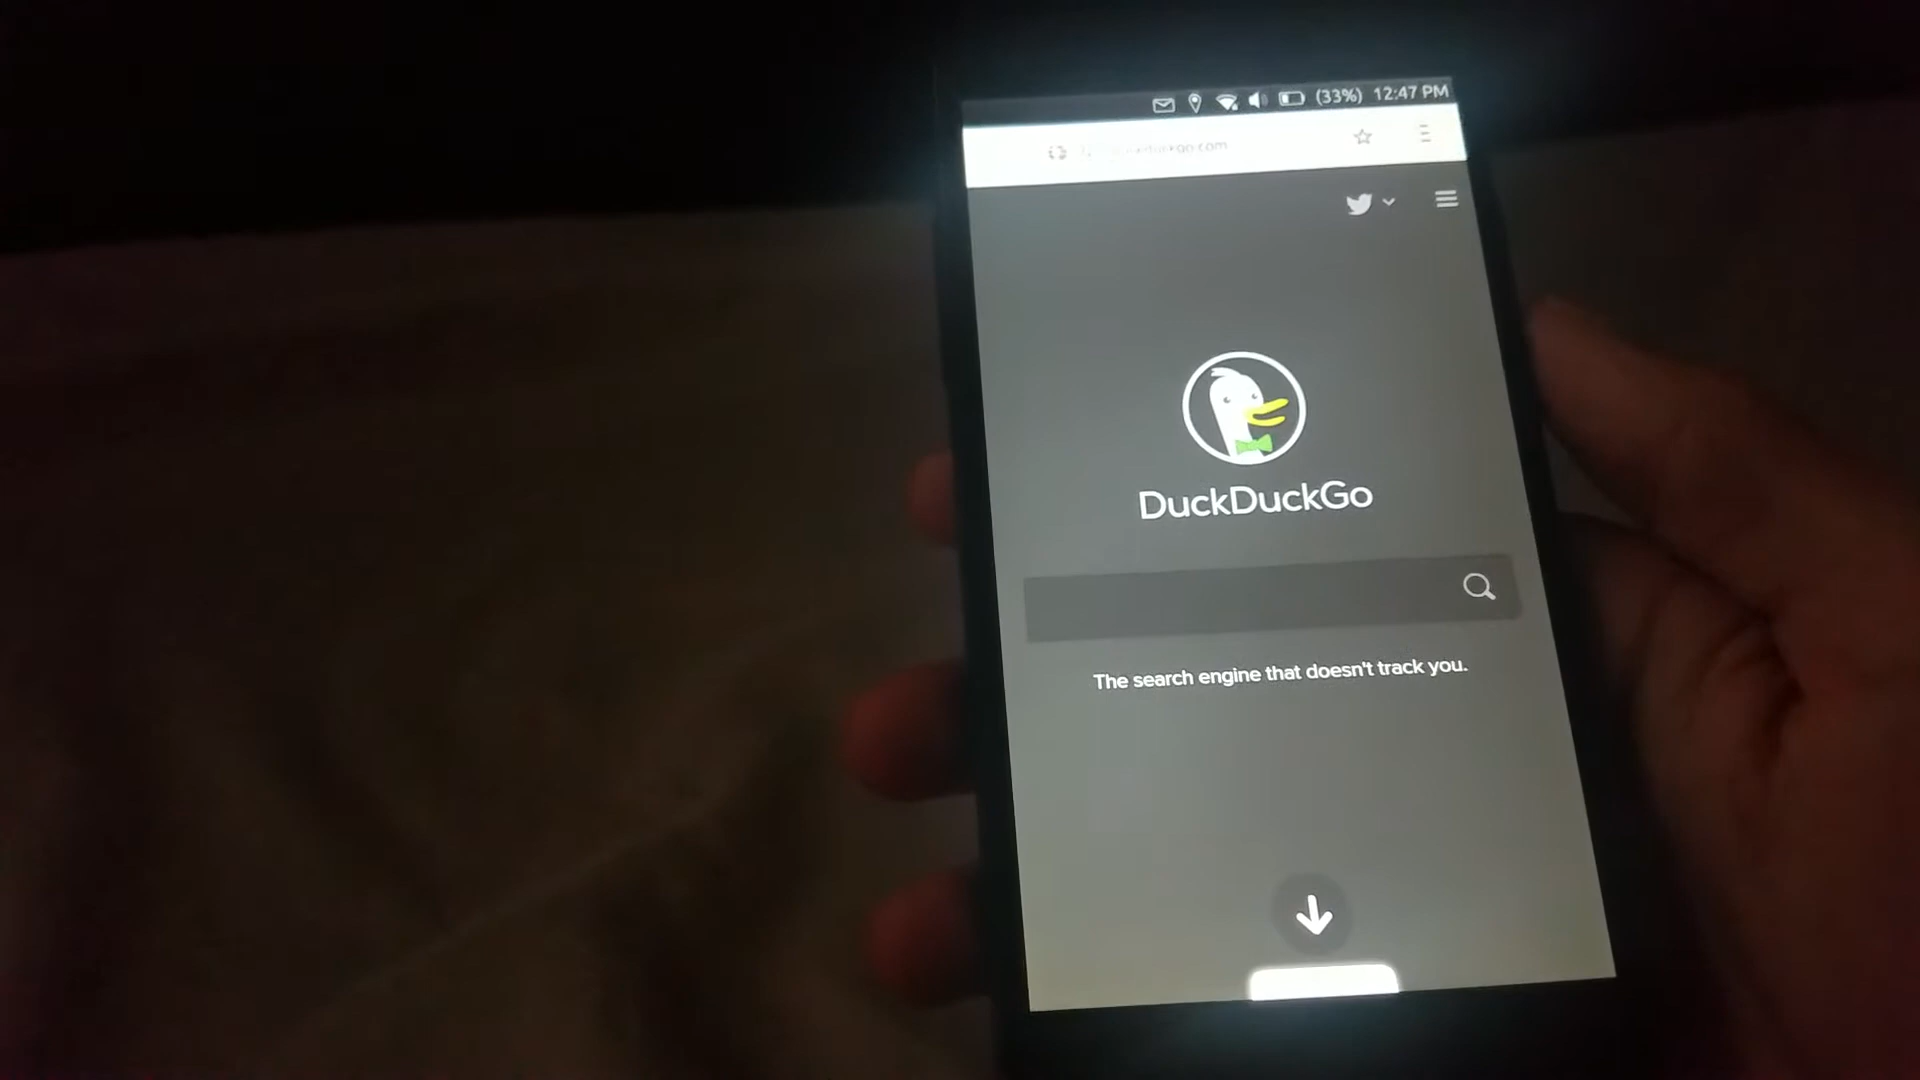 (33%) 12:47 PM
DuckDuckGo
The search engine that doesn't track you.